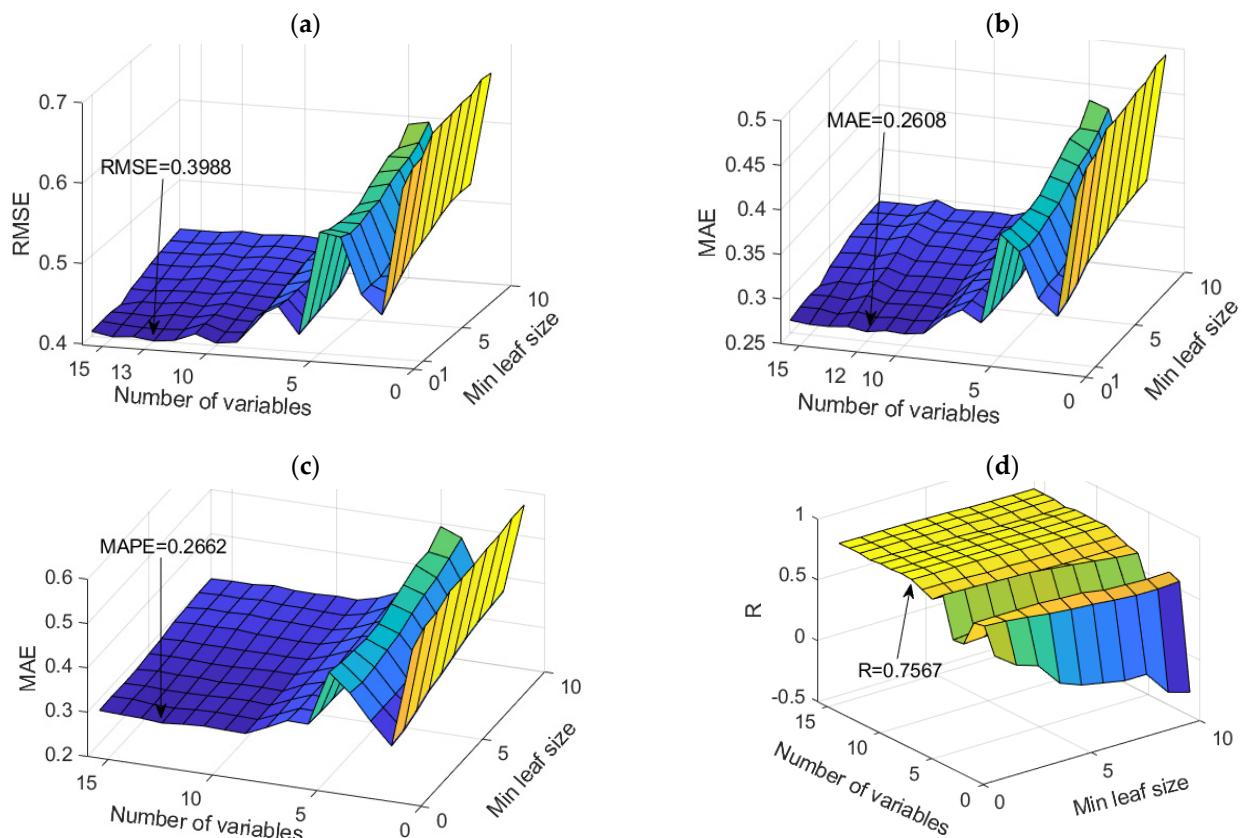 (a)
0.7
0.6
0.5
0.4
RMSE
RMSE=0.3988
15
13
10
5
0
Number of variables
0
1
5
10
Min leaf size
(b)
0.5
0.45
0.4
0.35
0.3
0.25
MAE
MAE=0.2608
15
12
10
5
0
Number of variables
0
1
5
10
Min leaf size
(c)
0.6
0.5
0.4
0.3
0.2
MAE
MAPE=0.2662
15
10
5
0
Number of variables
0
5
10
Min leaf size
(d)
1
0.5
0
-0.5
R
R=0.7567
15
10
5
0
Number of variables
0
5
10
Min leaf size